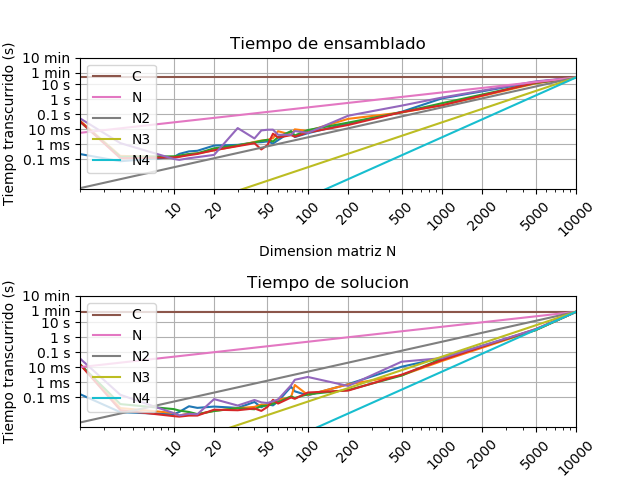 Tiempo de ensamblado
Tiempo transcurrido (s)
10 min
1 min
10 s
1 s
0.1 s
10 ms
1 ms
0.1 ms
C
N
N2
N3
N4
10 20 50 100 200 500 1000 2000 5000 10000
Dimension matriz N
Tiempo de solucion
Tiempo transcurrido (s)
10 min
1 min
10 s
1 s
0.1 s
10 ms
1 ms
0.1 ms
C
N
N2
N3
N4
10 20 50 100 200 500 1000 2000 5000 10000